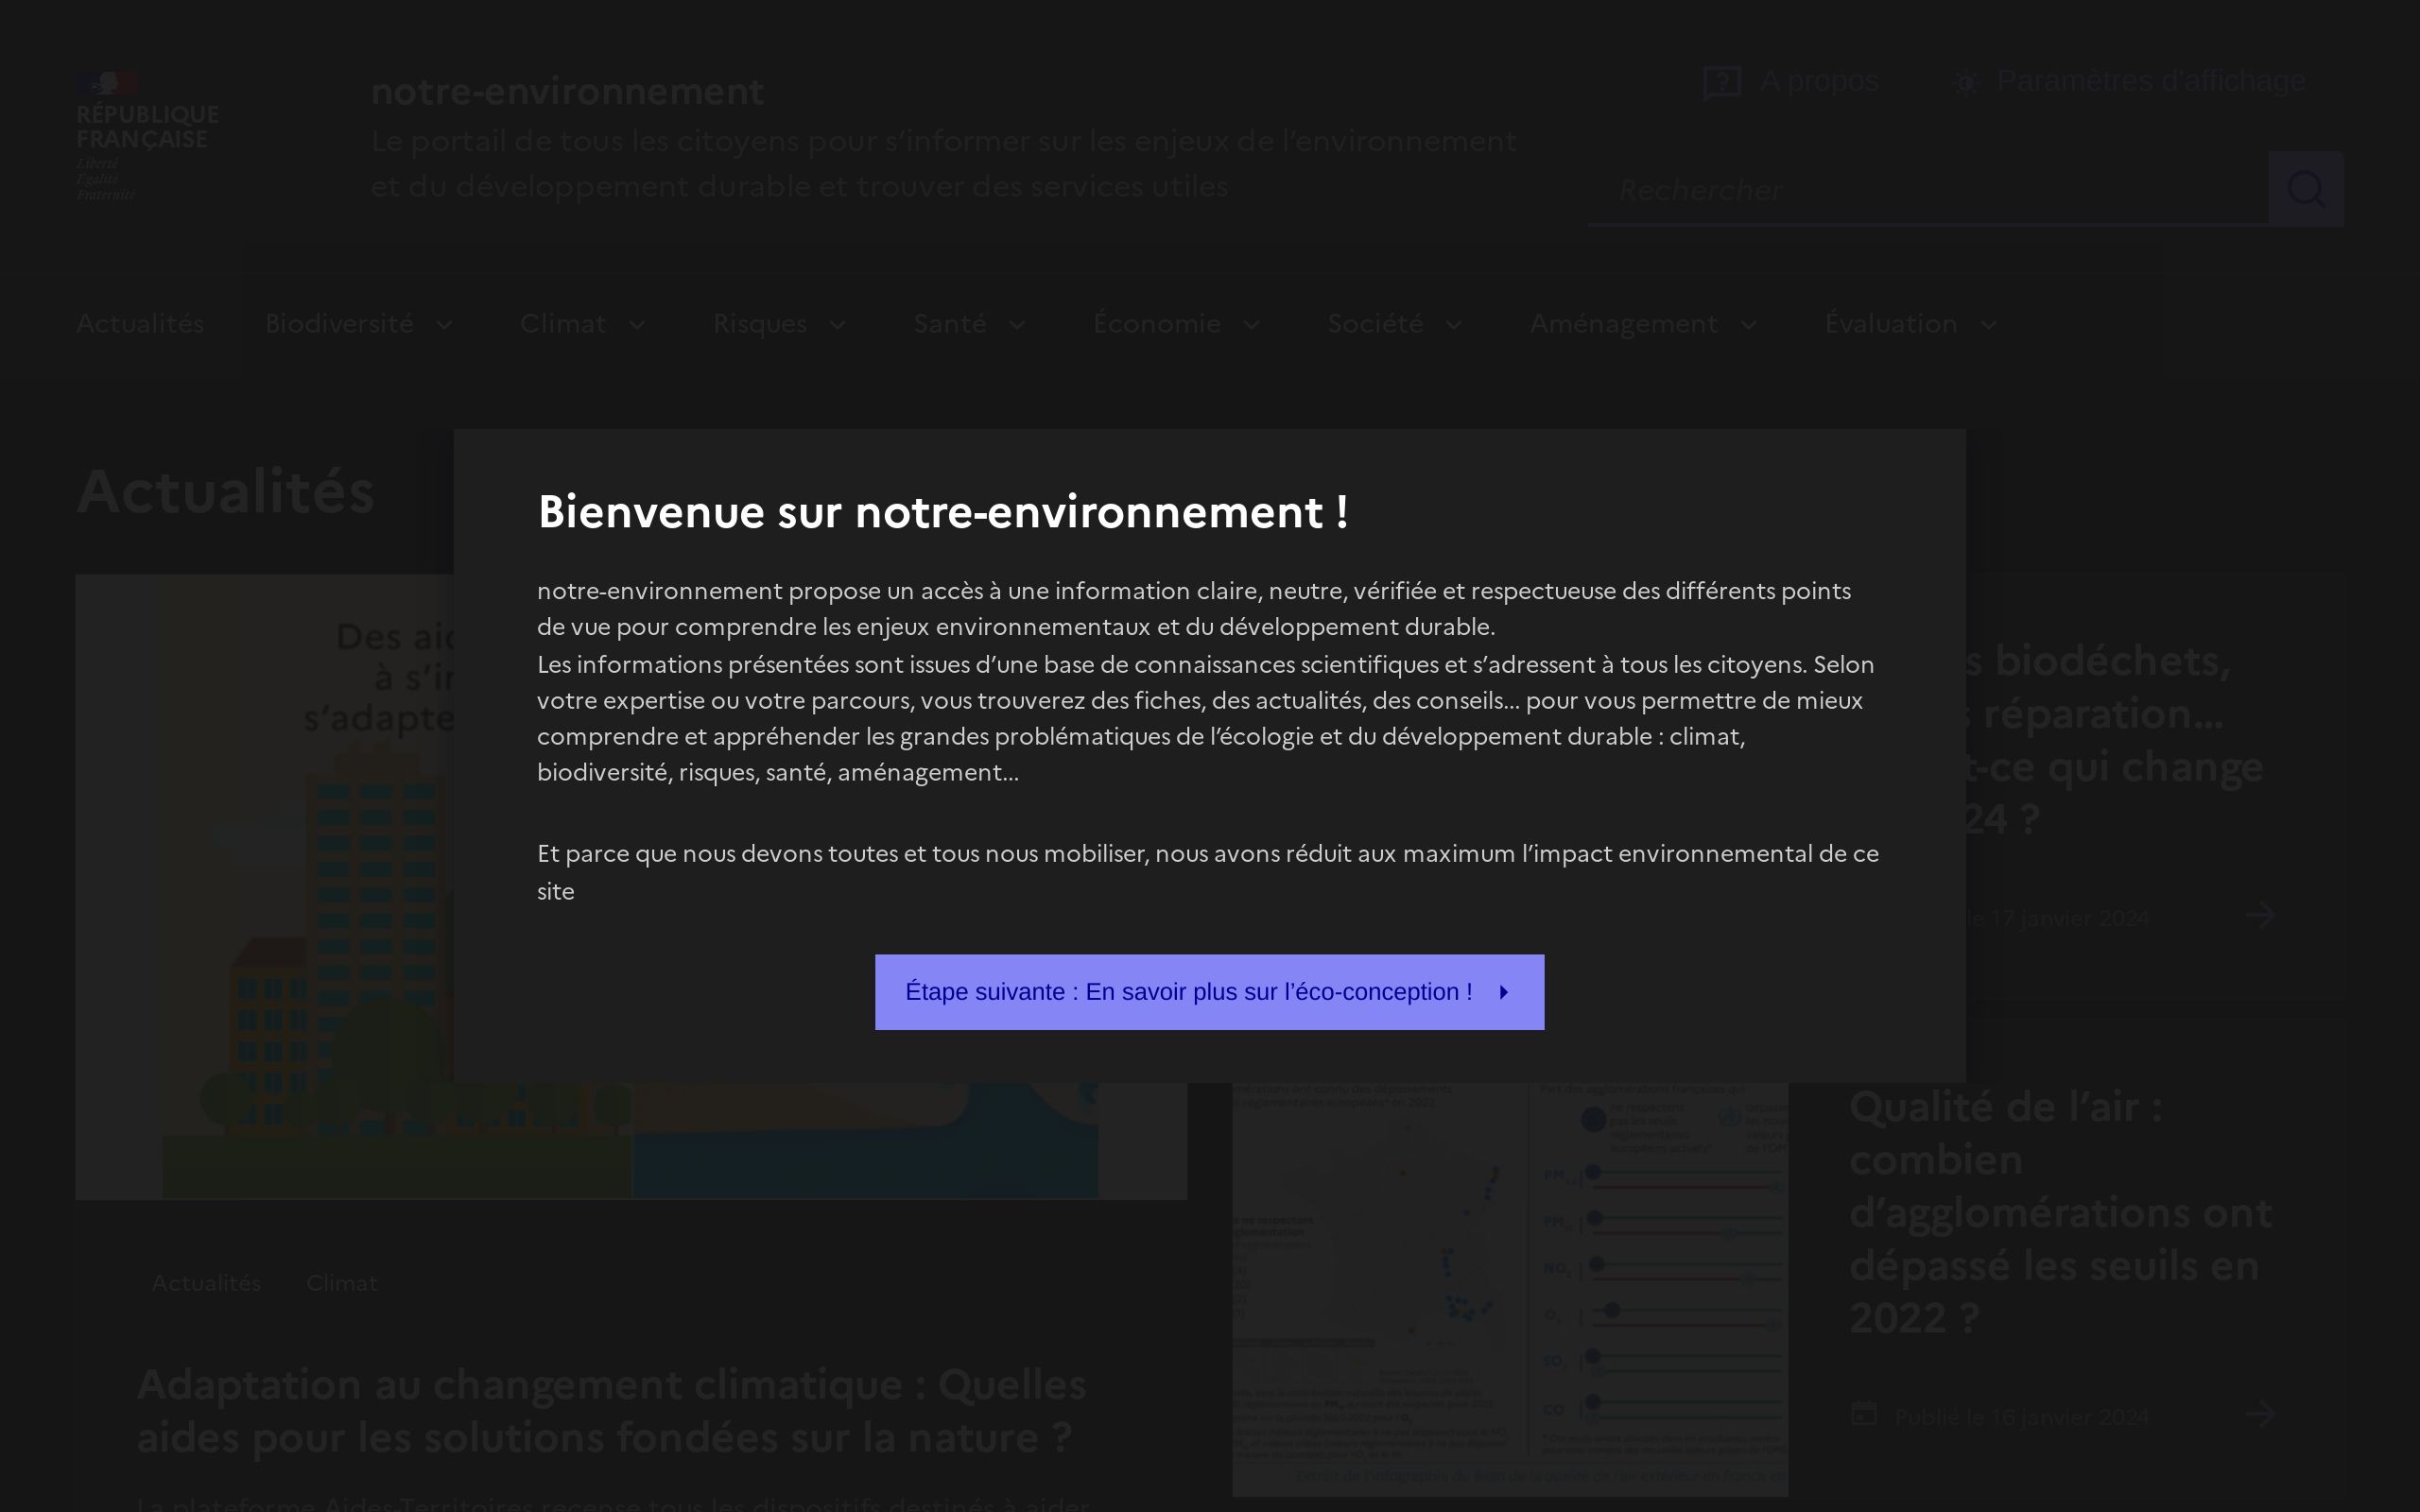 RÉPUBLIQUE
FRANÇAISE
Liberté
Égalité
Fraternité
notre-environnement
Le portail de tous les citoyens pour s’informer sur les enjeux de l’environnement
et du développement durable et trouver des services utiles
A propos
Paramètres d'affichage
Rechercher
Actualités
Biodiversité
Climat
Risques
Santé
Économie
Société
Aménagement
Évaluation
Actualités
Bienvenue sur notre-environnement !
notre-environnement propose un accès à une information claire, neutre, vérifiée et respectueuse des différents points
de vue pour comprendre les enjeux environnementaux et du développement durable.
Les informations présentées sont issues d’une base de connaissances scientifiques et s’adressent à tous les citoyens. Selon
votre expertise ou votre parcours, vous trouverez des fiches, des actualités, des conseils... pour vous permettre de mieux
comprendre et appréhender les grandes problématiques de l’écologie et du développement durable : climat,
biodiversité, risques, santé, aménagement...
Et parce que nous devons toutes et tous nous mobiliser, nous avons réduit aux maximum l’impact environnemental de ce
site
Étape suivante : En savoir plus sur l’éco-conception !
Des
à
s’adapte
biodéchets,
réparation...
-ce qui change
24 ?
le 17 janvier 2024
Qualité de l’air :
combien
d’agglomérations ont
dépassé les seuils en
2022 ?
Publié le 16 janvier 2024
Actualités
Climat
Adaptation au changement climatique : Quelles
aides pour les solutions fondées sur la nature ?
La plateforme Aides-Territoires recense tous les dispositifs destinés à aider